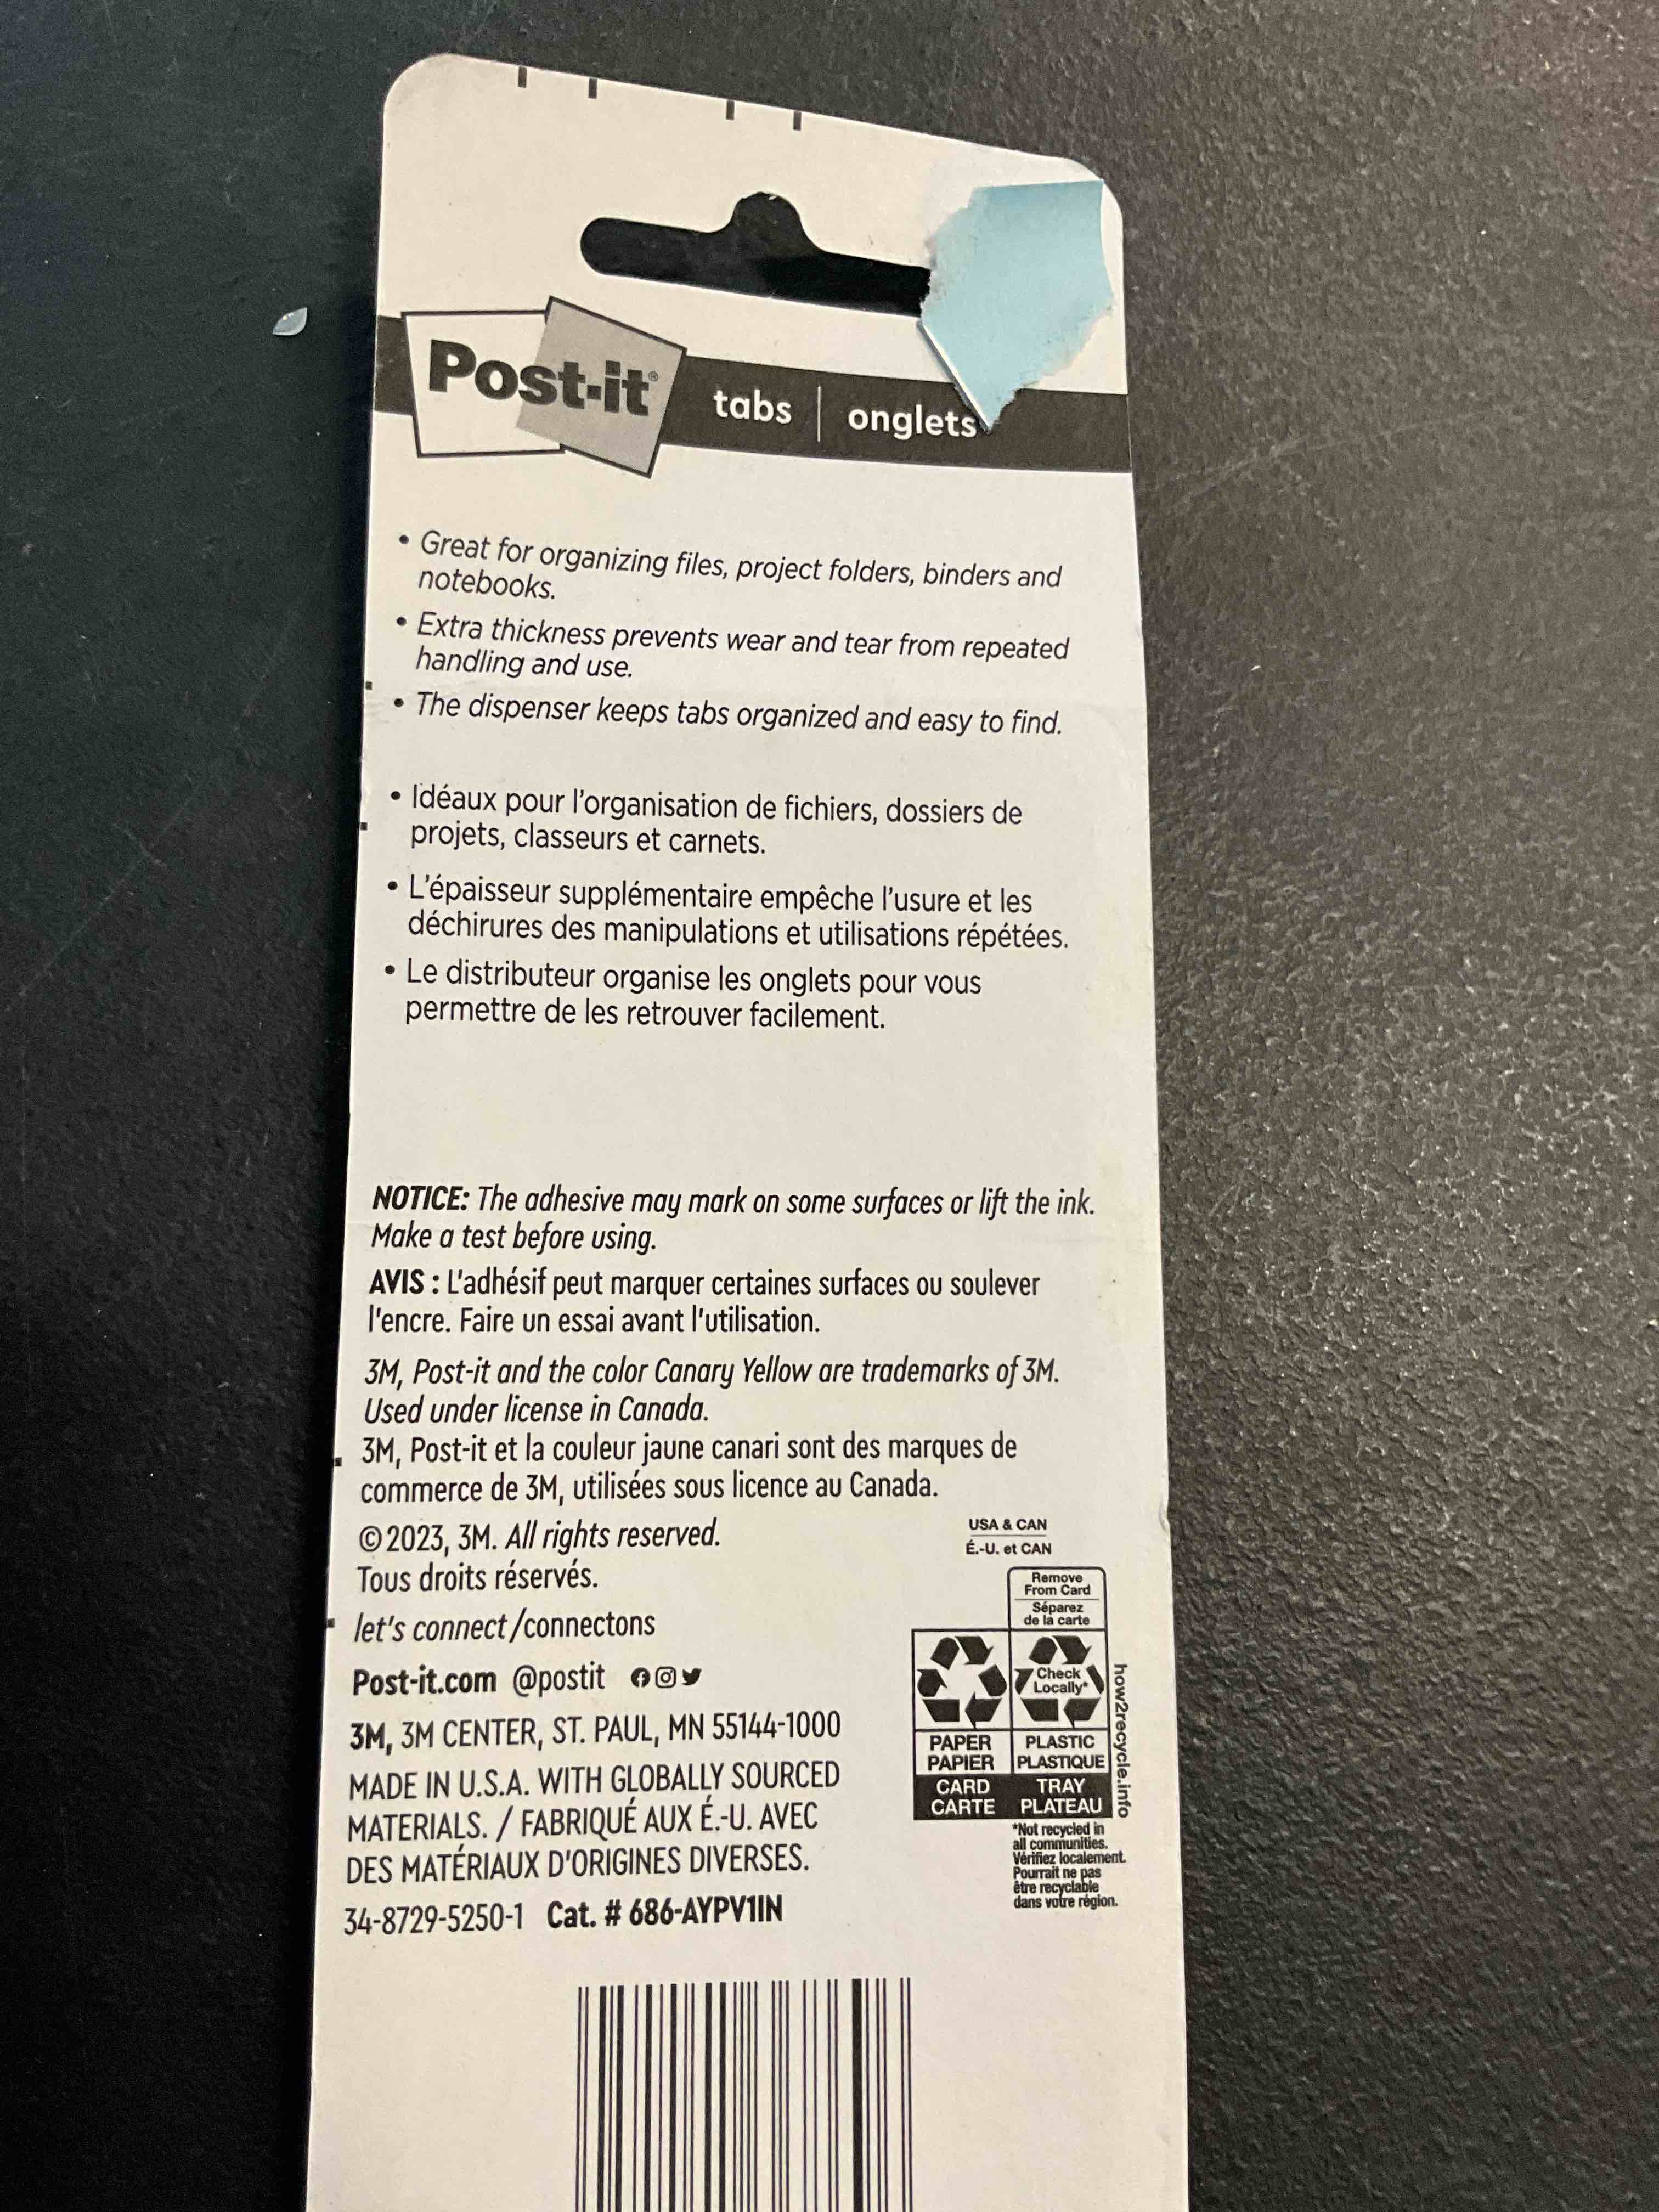 Post-it®
tabs | onglets
• Great for organizing files, project folders, binders and
notebooks.
• Extra thickness prevents wear and tear from repeated
handling and use.
• The dispenser keeps tabs organized and easy to find.
• Idéaux pour l'organisation de fichiers, dossiers de
projets, classeurs et carnets.
• L'épaisseur supplémentaire empêche l'usure et les
déchirures des manipulations et utilisations répétées.
• Le distributeur organise les onglets pour vous
permettre de les retrouver facilement.
NOTICE: The adhesive may mark on some surfaces or lift the ink.
Make a test before using.
AVIS : L'adhésif peut marquer certaines surfaces ou soulever
l'encre. Faire un essai avant l'utilisation.
3M, Post-it and the color Canary Yellow are trademarks of 3M.
Used under license in Canada.
3M, Post-it et la couleur jaune canari sont des marques de
commerce de 3M, utilisées sous licence au Canada.
©2023, 3M. All rights reserved.
Tous droits réservés.
let's connect/connectons
Post-it.com @postit
3M, 3M CENTER, ST. PAUL, MN 55144-1000
MADE IN U.S.A. WITH GLOBALLY SOURCED
MATERIALS. / FABRIQUÉ AUX É.-U. AVEC
DES MATÉRIAUX D'ORIGINES DIVERSES.
34-8729-5250-1 Cat. # 686-AYPV1IN
USA & CAN
É.-U. et CAN
Remove
From Card
Séparez
de la carte
Check
Locally*
PAPER
PAPIER
CARD
CARTE
PLASTIC
PLASTIQUE
TRAY
PLATEAU
how2recycle.info
*Not recycled in
all communities.
Vérifiez localement.
Pourrait ne pas
être recyclable
dans votre région.